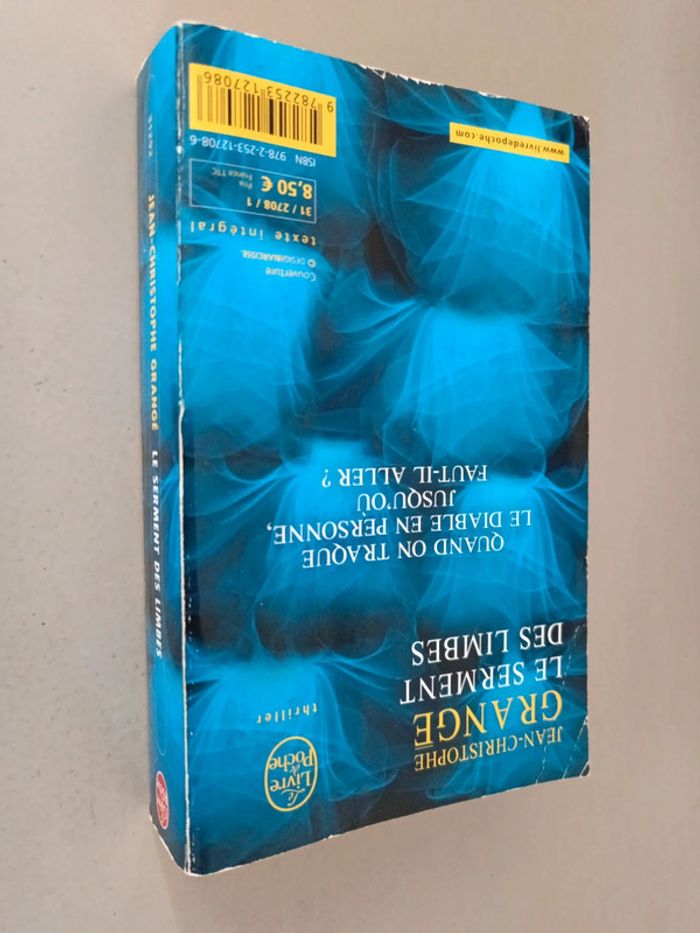 JEAN-CHRISTOPHE
GRANGÉ
LE SERMENT
DES LIMBES
Le
Livre
de
Poche
thriller
QUAND ON TRAQUE
LE DIABLE EN PERSONNE,
JUSQU'OÙ
FAUT-IL ALLER ?
Couverture
© DESIGNARCISSE
texte intégral
31 / 2708 / 1
8,50 €
Prix
France TTC
ISBN 978-2-253-12708-6
9 782253 127086
www.livredepoche.com
31202 JEAN-CHRISTOPHE GRANGÉ LE SERMENT DES LIMBES